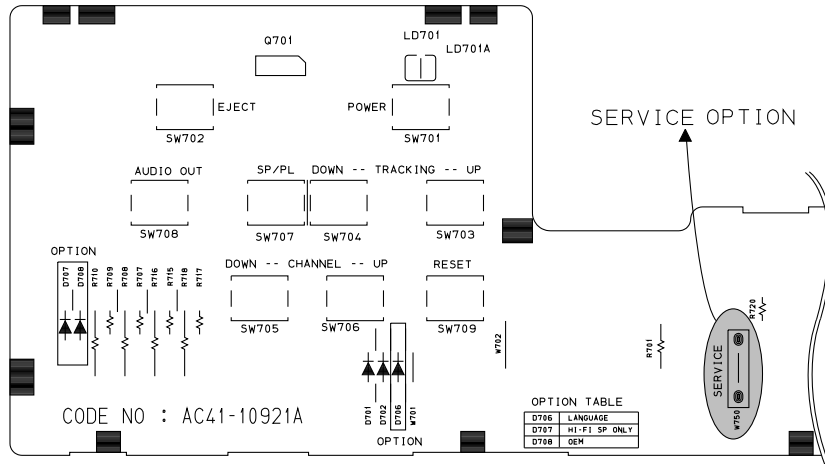 Q701
LD701
LD701A
EJECT
SW702
POWER
SW701
SERVICE OPTION
AUDIO OUT
SW708
SP/PL
SW707
DOWN -- TRACKING -- UP
SW704
SW703
OPTION
D707
D708
R710
R709
R708
R707
R716
R715
R718
R717
DOWN -- CHANNEL -- UP
SW705
SW706
RESET
SW709
W702
R701
R720
SERVICE
W750
D701
D702
D706
W701
OPTION
CODE NO : AC41-10921A
OPTION TABLE
D706 LANGUAGE
D707 HI-FI SP ONLY
D708 OEM